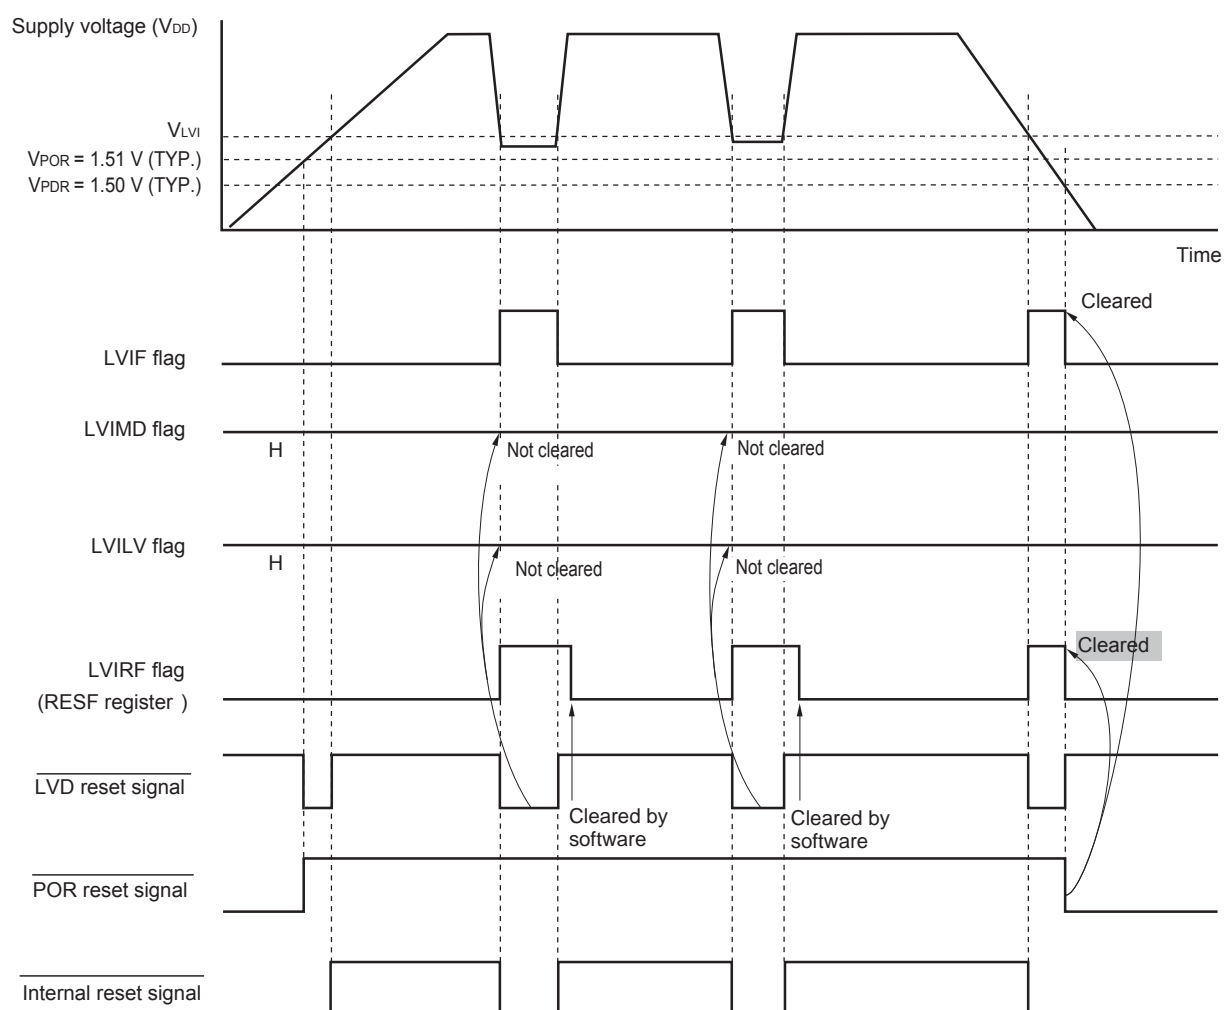 Supply voltage (VDD)
VLVI
VPOR = 1.51 V (TYP.)
VPDR = 1.50 V (TYP.)
Time
Cleared
LVIF flag
LVIMD flag
H
Not cleared
Not cleared
LVILV flag
H
Not cleared
Not cleared
Cleared
LVIRF flag
(RESF register )
LVD reset signal
Cleared by
software
Cleared by
software
POR reset signal
Internal reset signal